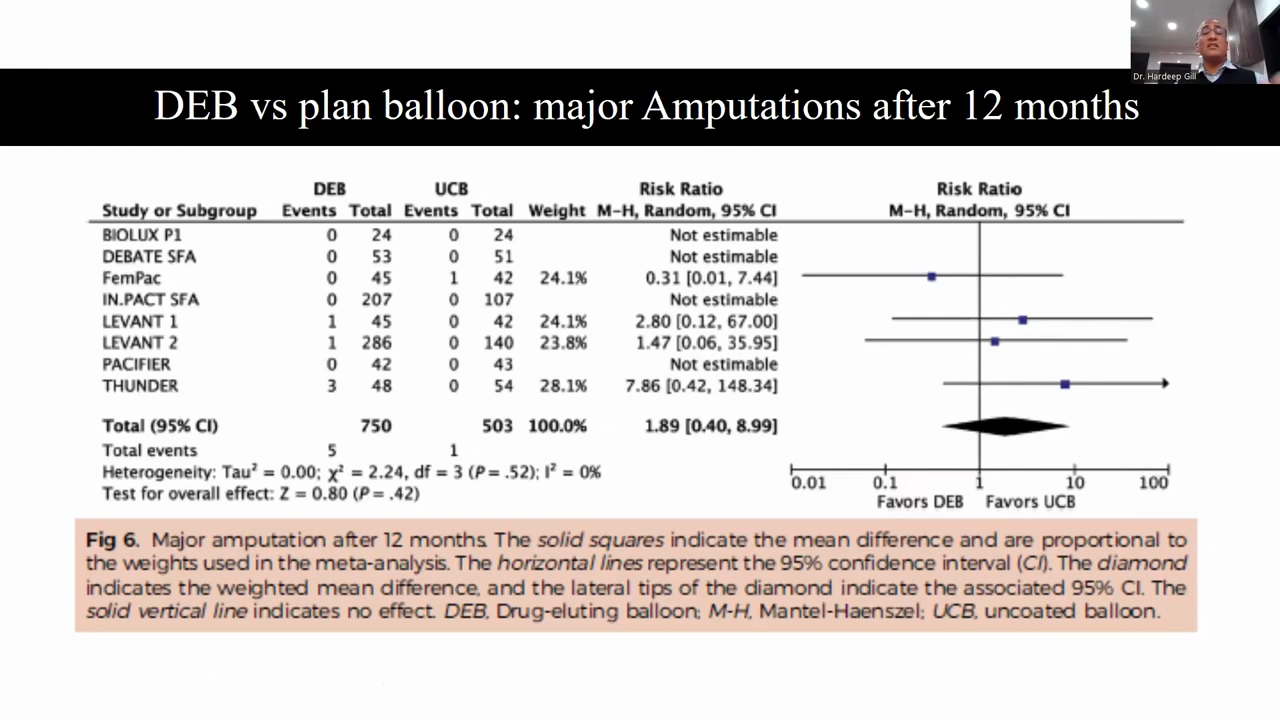 Dr. Hardeep Gill
DEB vs plan balloon: major Amputations after 12 months
DEB UCB Risk Ratio Risk Ratio
Study or Subgroup Events Total Events Total Weight M-H, Random, 95% CI M-H, Random, 95% CI
BIOLUX P1 0 24 0 24 Not estimable
DEBATE SFA 0 53 0 51 Not estimable
FemPac 0 45 1 42 24.1% 0.31 [0.01, 7.44]
IN.PACT SFA 0 207 0 107 Not estimable
LEVANT 1 1 45 0 42 24.1% 2.80 [0.12, 67.00]
LEVANT 2 1 286 0 140 23.8% 1.47 [0.06, 35.95]
PACIFIER 0 42 0 43 Not estimable
THUNDER 3 48 0 54 28.1% 7.86 [0.42, 148.34]
Total (95% CI) 750 503 100.0% 1.89 [0.40, 8.99]
Total events 5 1
Heterogeneity: Tau² = 0.00; χ² = 2.24, df = 3 (P = .52); I² = 0%
Test for overall effect: Z = 0.80 (P = .42)
0.01 0.1 1 10 100
Favors DEB Favors UCB
Fig 6. Major amputation after 12 months. The solid squares indicate the mean difference and are proportional to
the weights used in the meta-analysis. The horizontal lines represent the 95% confidence interval (CI). The diamond
indicates the weighted mean difference, and the lateral tips of the diamond indicate the associated 95% CI. The
solid vertical line indicates no effect. DEB, Drug-eluting balloon; M-H, Mantel-Haenszel; UCB, uncoated balloon.